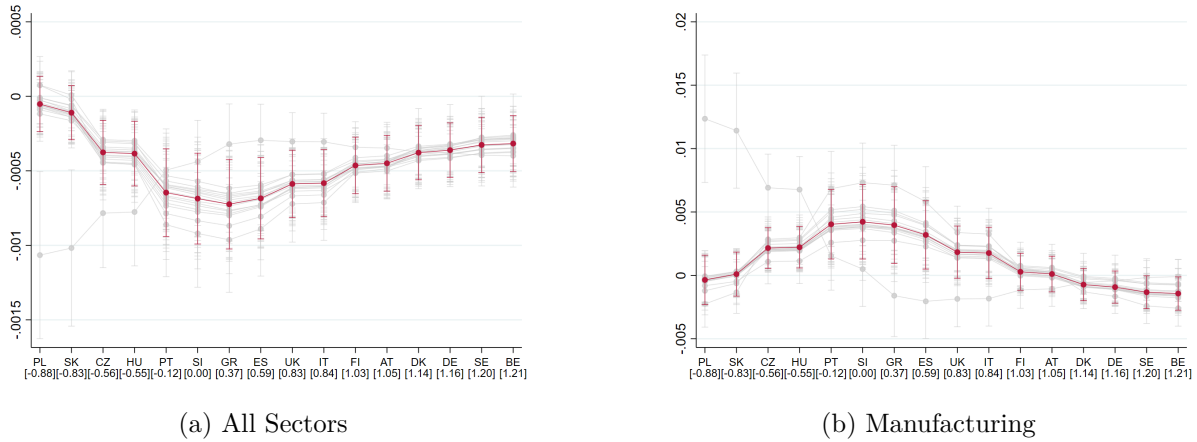 .0005
0
-.0005
-.001
-.0015
PL SK CZ HU PT SI GR ES UK IT FI AT DK DE SE BE
[-0.88] [-0.83] [-0.56] [-0.55] [-0.12] [0.00] [0.37] [0.59] [0.83] [0.84] [1.03] [1.05] [1.14] [1.16] [1.20] [1.21]
(a) All Sectors
.02
.015
.01
.005
0
-.005
PL SK CZ HU PT SI GR ES UK IT FI AT DK DE SE BE
[-0.88] [-0.83] [-0.56] [-0.55] [-0.12] [0.00] [0.37] [0.59] [0.83] [0.84] [1.03] [1.05] [1.14] [1.16] [1.20] [1.21]
(b) Manufacturing